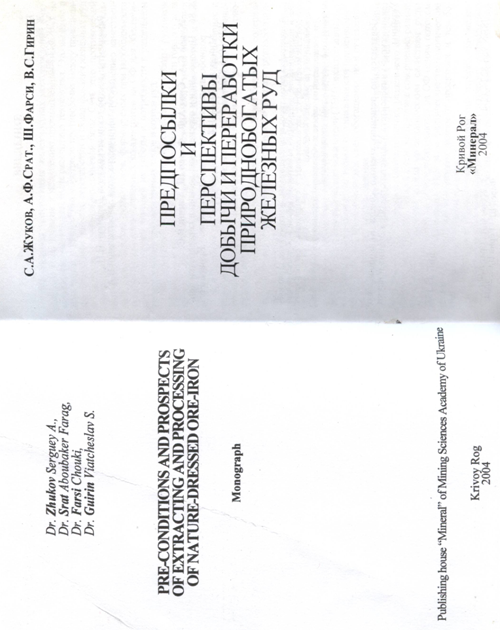 Dr. Zhukov Serguey A.,
Dr. Srat Aboubaker Farag,
Dr. Farsi Chouki,
Dr. Guirin Viatcheslav S.
PRE-CONDITIONS AND PROSPECTS
OF EXTRACTING AND PROCESSING
OF NATURE-DRESSED ORE-IRON
Monograph
Publishing house “Mineral” of Mining Sciences Academy of Ukraine
Krivoy Rog
2004
С.А.ЖУКОВ, А.Ф.СРАТ., Ш.ФАРСИ, В.С.ГИРИН
ПРЕДПОСЫЛКИ
И
ПЕРСПЕКТИВЫ
ДОБЫЧИ И ПЕРЕРАБОТКИ
ПРИРОДНОБОГАТЫХ
ЖЕЛЕЗНЫХ РУД
Кривой Рог
«Минерал»
2004